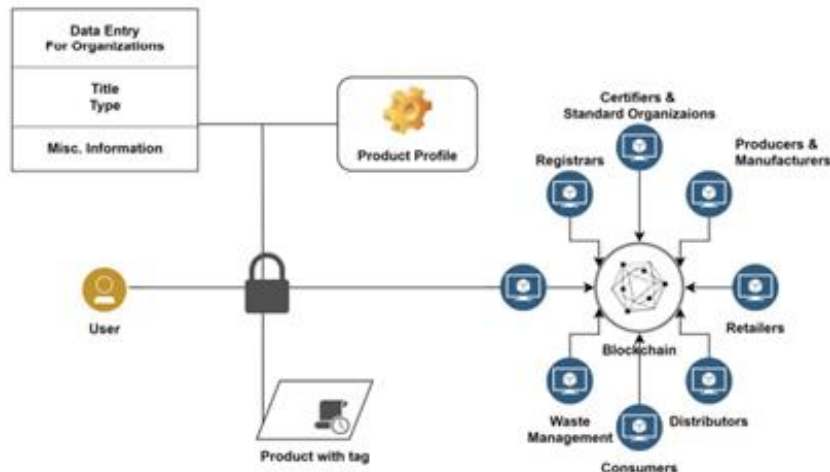 Data Entry
For Organizations
Title
Type
Misc. Information
Product Profile
Certifiers &
Standard Organizaions
Registrars
Producers &
Manufacturers
User
Retailers
Blockchain
Waste
Management
Distributors
Consumers
Product with tag